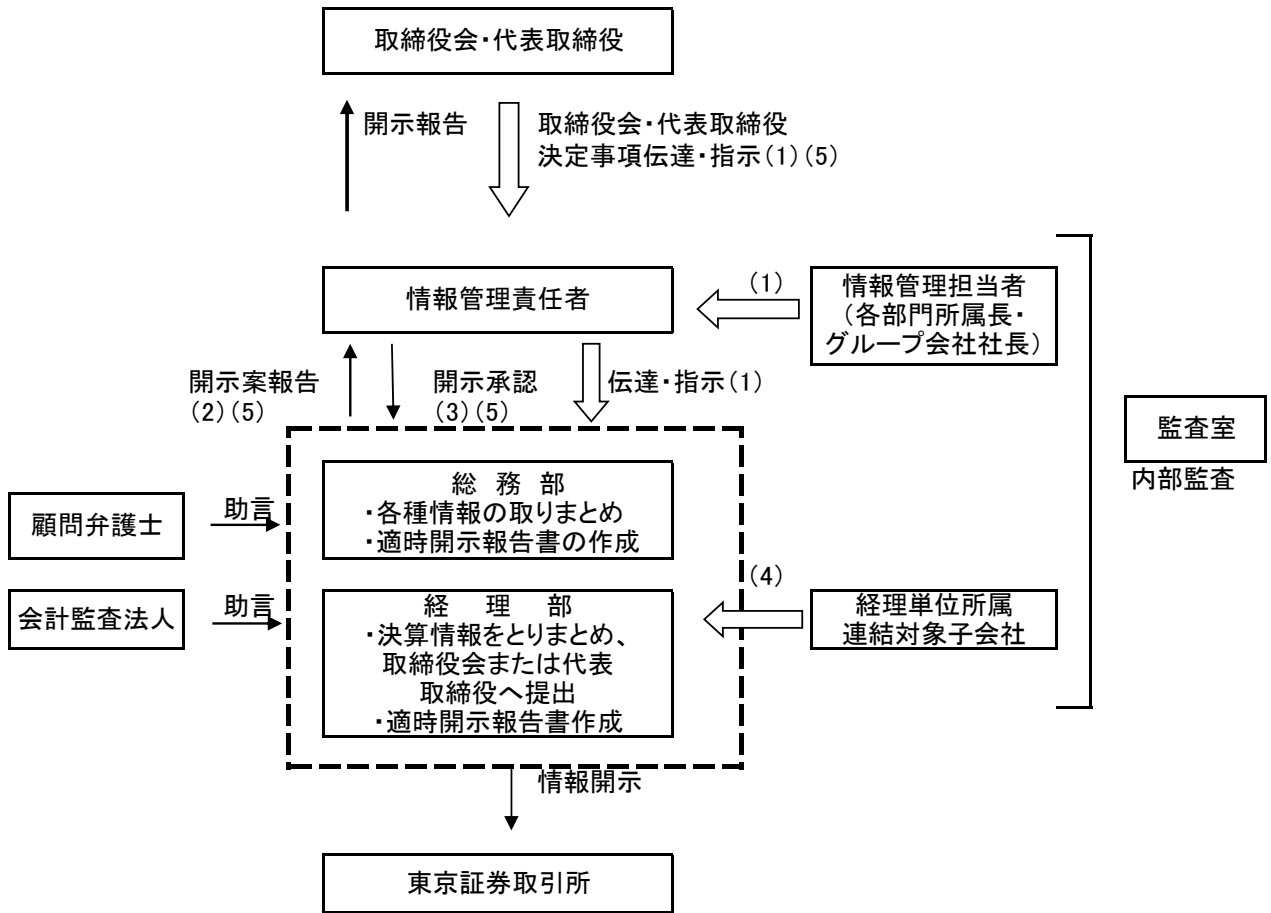 取締役会・代表取締役
開示報告
取締役会・代表取締役
決定事項伝達・指示(1)(5)
情報管理責任者
(1)
情報管理担当者
(各部門所属長・
グループ会社社長)
開示案報告
(2)(5)
開示承認
(3)(5)
伝達・指示(1)
監査室
内部監査
総 務 部
・各種情報の取りまとめ
・適時開示報告書の作成
顧問弁護士
助言
会計監査法人
助言
経 理 部
・決算情報をとりまとめ、
取締役会または代表
取締役へ提出
・適時開示報告書作成
(4)
経理単位所属
連結対象子会社
情報開示
東京証券取引所